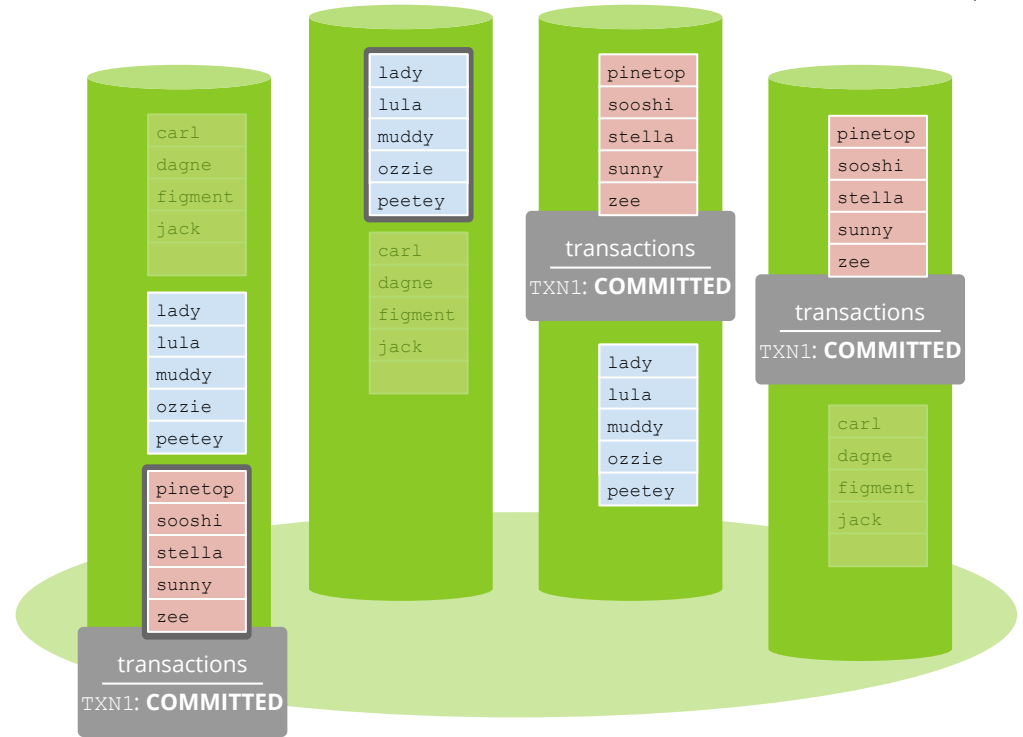 carl
dagne
figment
jack
lady
lula
muddy
ozzie
peetey
pinetop
sooshi
stella
sunny
zee
transactions
TXN1: COMMITTED
lady
lula
muddy
ozzie
peetey
carl
dagne
figment
jack
pinetop
sooshi
stella
sunny
zee
transactions
TXN1: COMMITTED
lady
lula
muddy
ozzie
peetey
pinetop
sooshi
stella
sunny
zee
transactions
TXN1: COMMITTED
carl
dagne
figment
jack